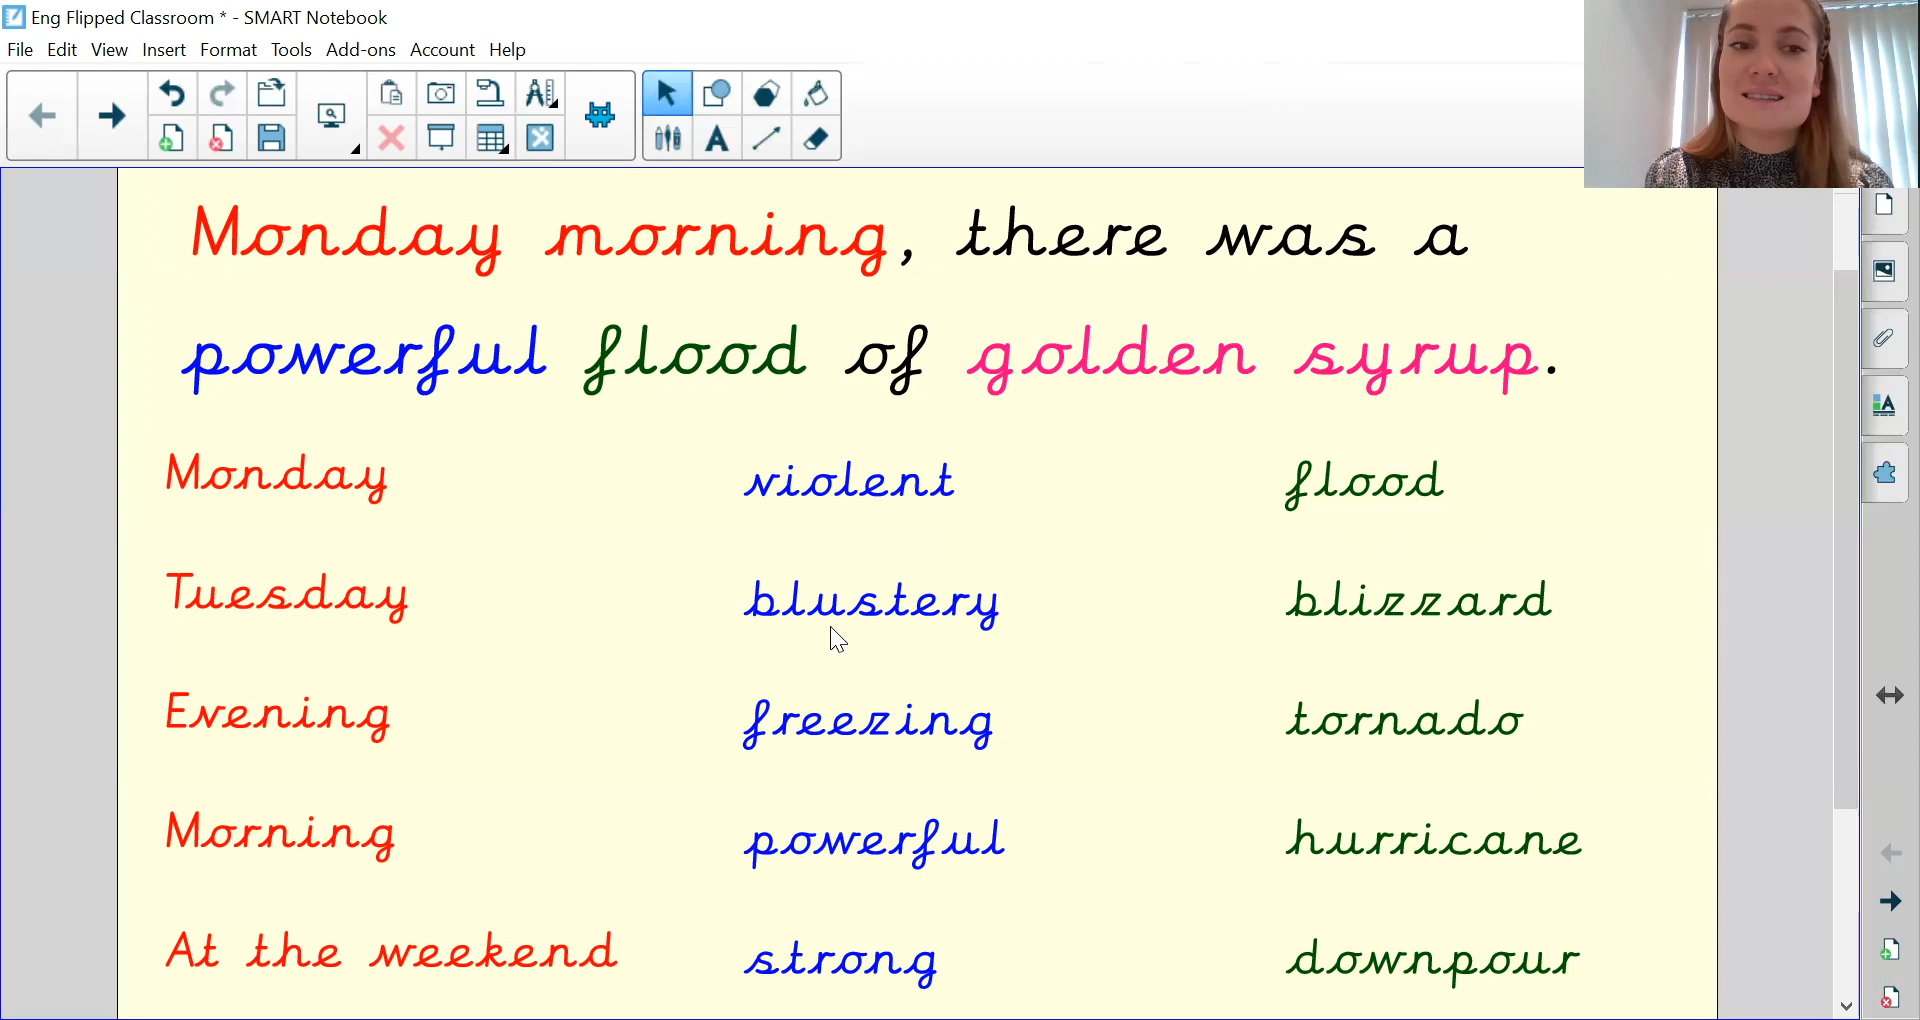 Eng Flipped Classroom * - SMART Notebook
File Edit View Insert Format Tools Add-ons Account Help
Monday morning, there was a
powerful flood of golden syrup.
Monday violent flood
Tuesday blustery blizzard
Evening freezing tornado
Morning powerful hurricane
At the weekend strong downpour